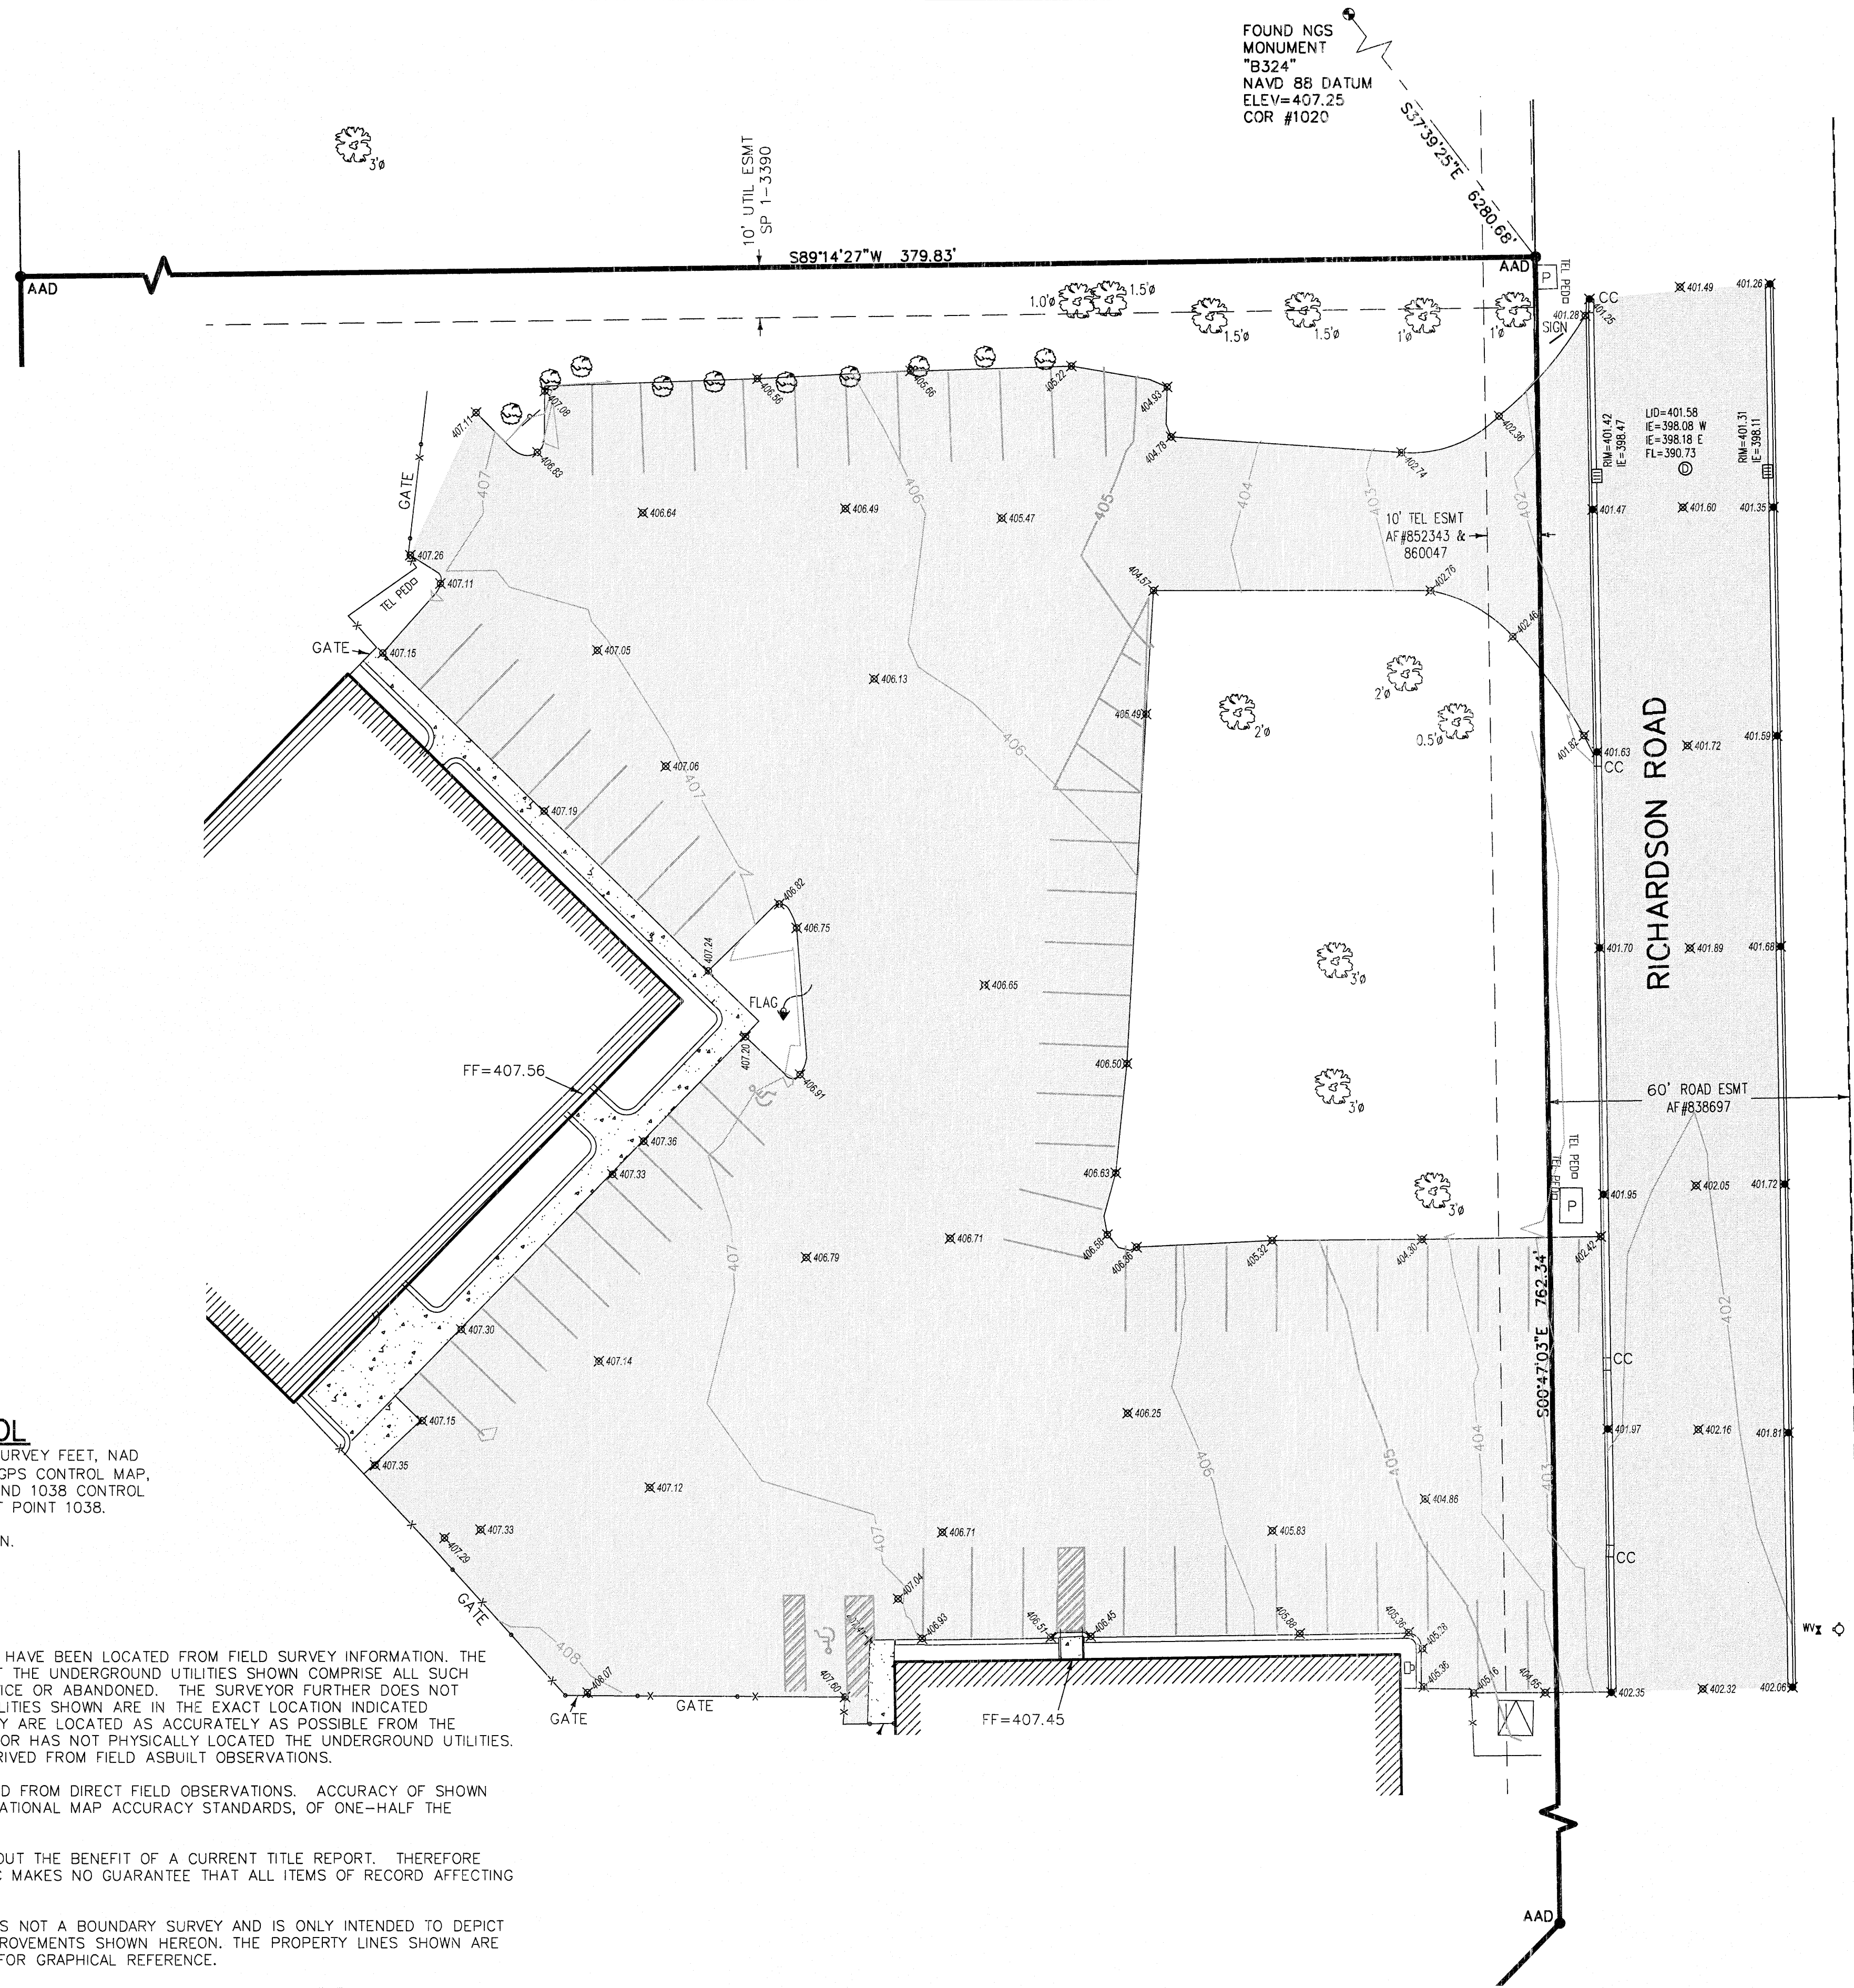 FOUND NGS
MONUMENT
"B324"
NAVD 88 DATUM
ELEV=407.25
COR #1020
S37°39'25"E 6280.68'
3'ø
10' UTIL ESMT
SP 1-3390
S89°14'27"W 379.83'
AAD
AAD
P
TEL PED
SIGN
1.0'ø
1.5'ø
1.5'ø
1.5'ø
1'ø
1'ø
CC
401.25
401.28
401.49
401.26
407.11
407.08
406.83
406.56
405.66
405.22
404.93
404.78
402.74
402.36
RIM=401.42
IE=398.47
LID=401.58
IE=398.08 W
IE=398.18 E
FL=390.73
D
RIM=401.31
IE=398.11
GATE
407
406
405
404
403
402
406.64
406.49
405.47
10' TEL ESMT
AF#852343 &
860047
401.47
401.60
401.35
407.26
407.11
TEL PED
GATE
407.15
407.05
406.13
404.57
402.76
402.46
405.49
2'ø
2'ø
0.5'ø
401.82
401.63
CC
401.72
401.59
406
407.06
407
407.19
RICHARDSON ROAD
406.82
406.75
407.24
FLAG
407.20
406.91
406.65
3'ø
401.70
401.89
401.68
FF=407.56
406.50
3'ø
60' ROAD ESMT
AF#838697
407.36
407.33
406.63
3'ø
TEL PED
TEL PED
P
401.95
402.05
401.72
407
406.79
406.71
406.58
406.36
405.32
404.30
402.42
S00°47'03"E 762.34'
402
407.30
407.14
CC
407.15
406.25
401.97
402.16
401.81
407.35
406
405
404
403
407.12
404.86
407.33
407.29
407
406.71
405.83
CC
GATE
407.04
406.93
406.51
406.45
405.88
405.36
405.28
405.36
405.16
404.65
402.35
402.32
402.06
WV
408
408.07
407.60
GATE
GATE
FF=407.45
AAD
OL
URVEY FEET, NAD
GPS CONTROL MAP,
ND 1038 CONTROL
T POINT 1038.
N.
HAVE BEEN LOCATED FROM FIELD SURVEY INFORMATION. THE
T THE UNDERGROUND UTILITIES SHOWN COMPRISE ALL SUCH
ICE OR ABANDONED. THE SURVEYOR FURTHER DOES NOT
LITIES SHOWN ARE IN THE EXACT LOCATION INDICATED
Y ARE LOCATED AS ACCURATELY AS POSSIBLE FROM THE
OR HAS NOT PHYSICALLY LOCATED THE UNDERGROUND UTILITIES.
RIVED FROM FIELD ASBUILT OBSERVATIONS.
D FROM DIRECT FIELD OBSERVATIONS. ACCURACY OF SHOWN
ATIONAL MAP ACCURACY STANDARDS, OF ONE-HALF THE
OUT THE BENEFIT OF A CURRENT TITLE REPORT. THEREFORE
C MAKES NO GUARANTEE THAT ALL ITEMS OF RECORD AFFECTING
S NOT A BOUNDARY SURVEY AND IS ONLY INTENDED TO DEPICT
ROVEMENTS SHOWN HEREON. THE PROPERTY LINES SHOWN ARE
FOR GRAPHICAL REFERENCE.